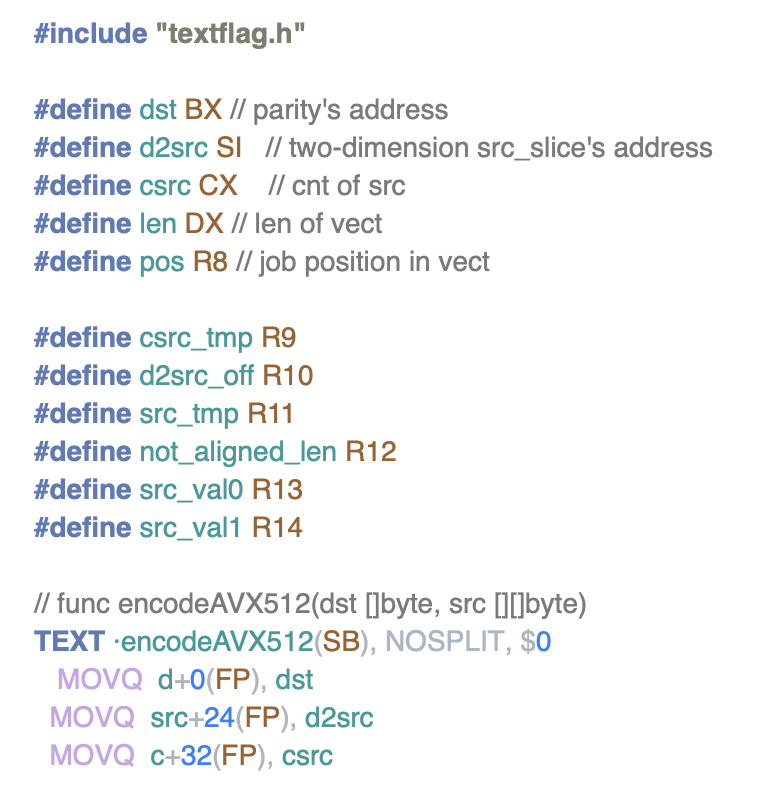 #include "textflag.h"
#define dst BX // parity's address
#define d2src SI // two-dimension src_slice's address
#define csrc CX // cnt of src
#define len DX // len of vect
#define pos R8 // job position in vect
#define csrc_tmp R9
#define d2src_off R10
#define src_tmp R11
#define not_aligned_len R12
#define src_val0 R13
#define src_val1 R14
// func encodeAVX512(dst []byte, src [][]byte)
TEXT ·encodeAVX512(SB), NOSPLIT, $0
MOVQ d+0(FP), dst
MOVQ src+24(FP), d2src
MOVQ c+32(FP), csrc